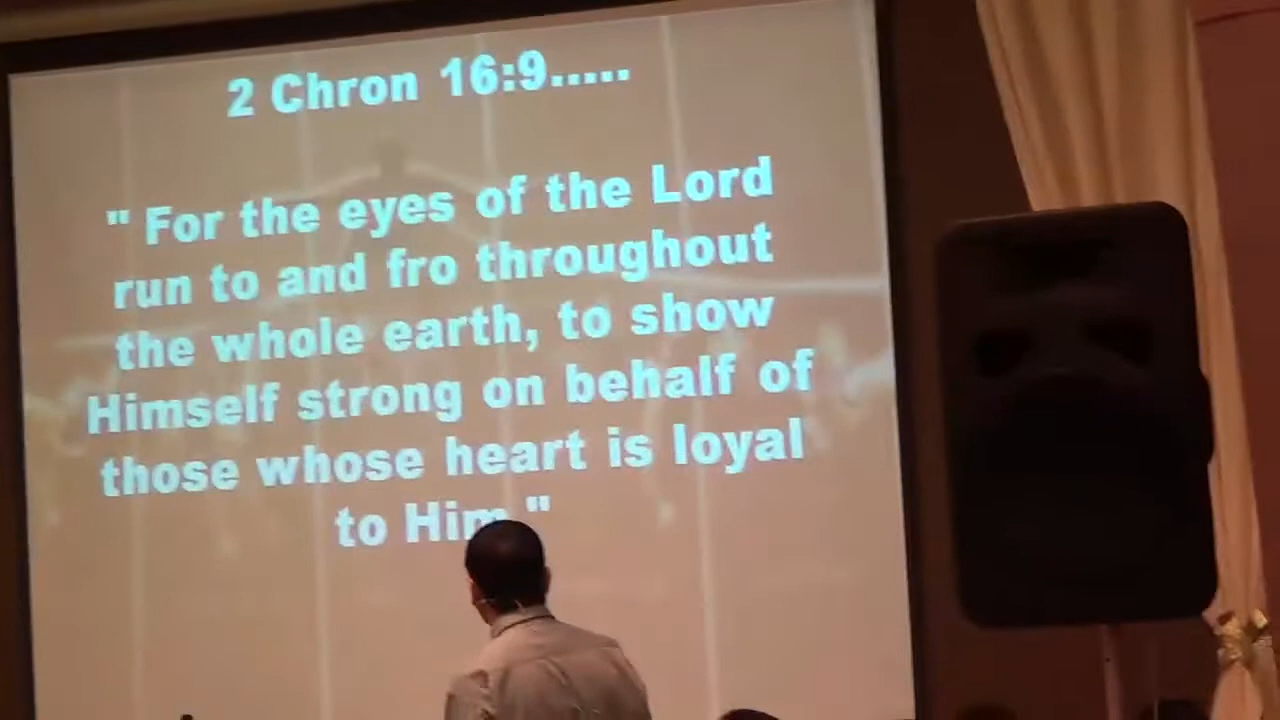 2 Chron 16:9.....
" For the eyes of the Lord
run to and fro throughout
the whole earth, to show
Himself strong on behalf of
those whose heart is loyal
to Him "